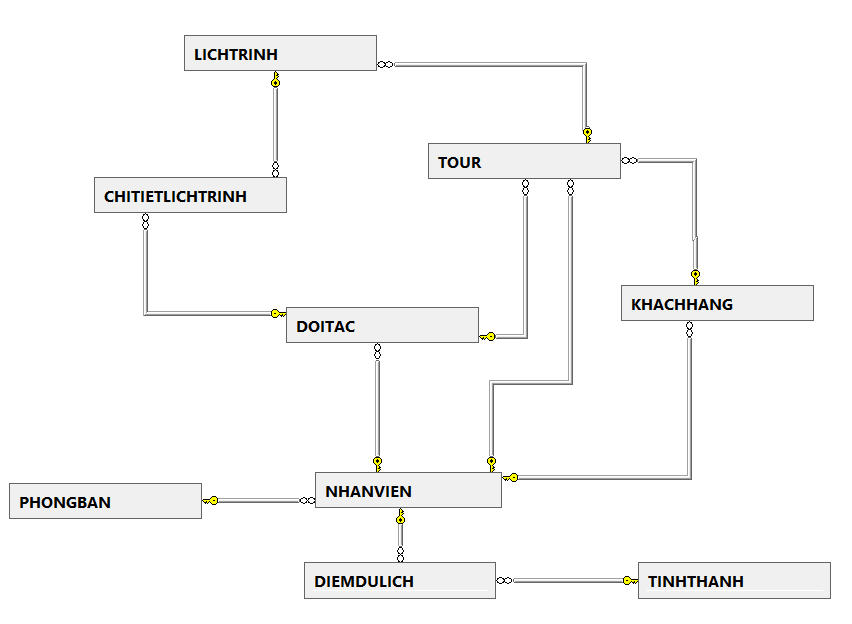 LICHTRINH
TOUR
CHITIETLICHTRINH
KHACHHANG
DOITAC
NHANVIEN
PHONGBAN
DIEMDULICH
TINHTHANH